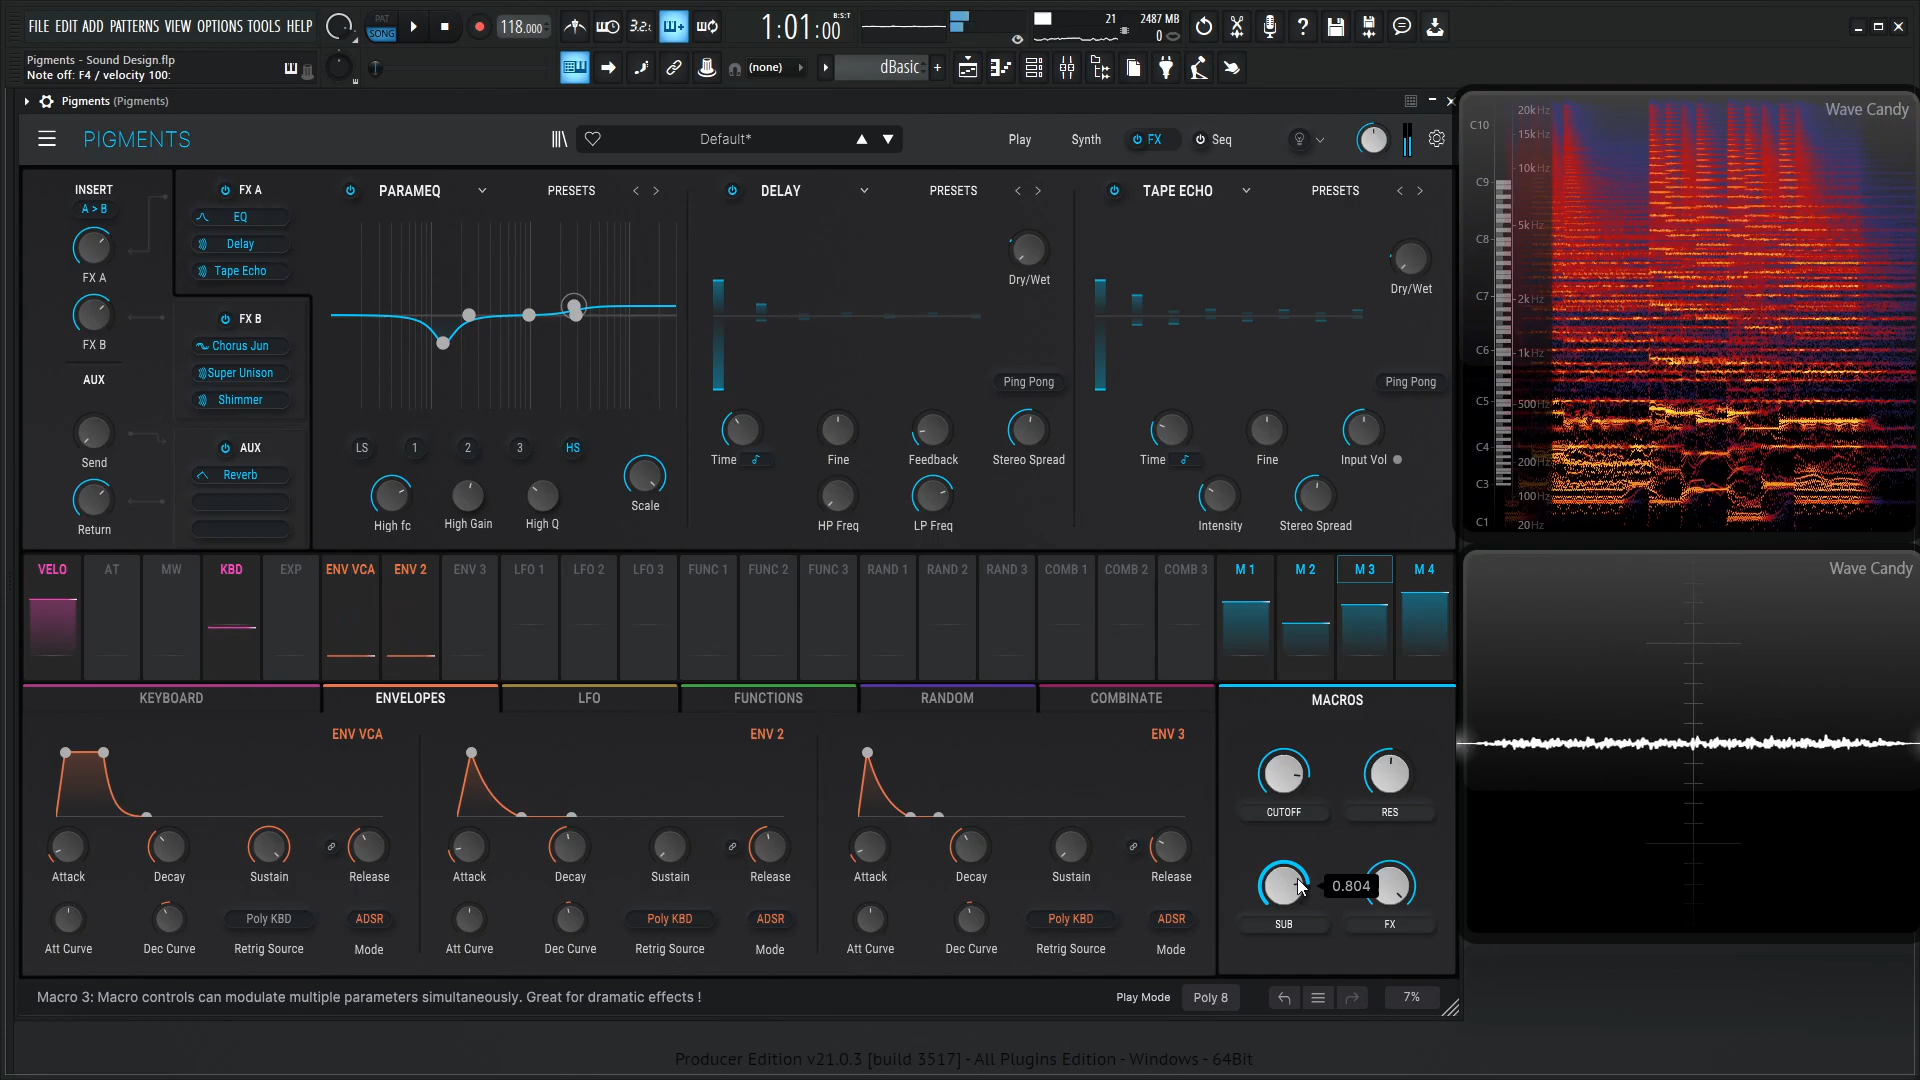 FILE EDIT ADD PATTERNS VIEW OPTIONS TOOLS HELP
PAT
SONG
118.000
3.2
1:01:00
B:S:T
21
2487 MB
0
Pigments - Sound Design.flp
Note off: F4 / velocity 100:
(none)
dBasic
Pigments (Pigments)
PIGMENTS
Default*
Play
Synth
FX
Seq
INSERT
A > B
FX A
FX B
AUX
Send
Return
FX A
EQ
Delay
Tape Echo
FX B
Chorus Jun
Super Unison
Shimmer
AUX
Reverb
PARAMEQ
PRESETS
LS
1
2
3
HS
High fc
High Gain
High Q
Scale
DELAY
PRESETS
Dry/Wet
Ping Pong
Time
Fine
Feedback
Stereo Spread
HP Freq
LP Freq
TAPE ECHO
PRESETS
Dry/Wet
Ping Pong
Time
Fine
Input Vol
Intensity
Stereo Spread
VELO
AT
MW
KBD
EXP
ENV VCA
ENV 2
ENV 3
LFO 1
LFO 2
LFO 3
FUNC 1
FUNC 2
FUNC 3
RAND 1
RAND 2
RAND 3
COMB 1
COMB 2
COMB 3
M 1
M 2
M 3
M 4
KEYBOARD
ENVELOPES
LFO
FUNCTIONS
RANDOM
COMBINATE
MACROS
ENV VCA
Attack
Decay
Sustain
Release
Att Curve
Dec Curve
Poly KBD
Retrig Source
ADSR
Mode
ENV 2
Attack
Decay
Sustain
Release
Att Curve
Dec Curve
Poly KBD
Retrig Source
ADSR
Mode
ENV 3
Attack
Decay
Sustain
Release
Att Curve
Dec Curve
Poly KBD
Retrig Source
ADSR
Mode
CUTOFF
RES
0.804
SUB
FX
Macro 3: Macro controls can modulate multiple parameters simultaneously. Great for dramatic effects !
Play Mode
Poly 8
7%
Wave Candy
C10
C9
C8
C7
C6
C5
C4
C3
C1
20kHz
15kHz
10kHz
5kHz
2kHz
1kHz
500Hz
200Hz
100Hz
20Hz
Wave Candy
Producer Edition v21.0.3 [build 3517] - All Plugins Edition - Windows - 64Bit